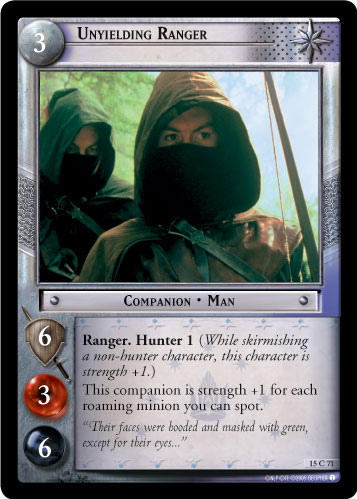 3
UNYIELDING RANGER
COMPANION • MAN
6
Ranger. Hunter 1 (While skirmishing
a non-hunter character, this character is
strength +1.)
3
This companion is strength +1 for each
roaming minion you can spot.
6
"Their faces were hooded and masked with green,
except for their eyes..."
15 C 71